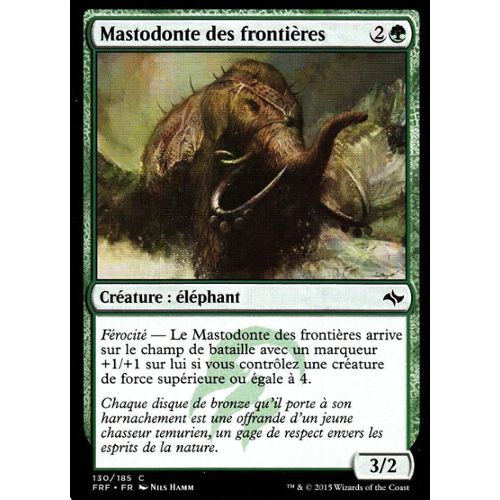 Mastodonte des frontières 2
Créature : éléphant
Férocité — Le Mastodonte des frontières arrive
sur le champ de bataille avec un marqueur
+1/+1 sur lui si vous contrôlez une créature
de force supérieure ou égale à 4.
Chaque disque de bronze qu'il porte à son
harnachement est une offrande d'un jeune
chasseur temurien, un gage de respect envers les
esprits de la nature.
3/2
130/185 C
FRF • FR Nils Hamm
™ & © 2015 Wizards of the Coast